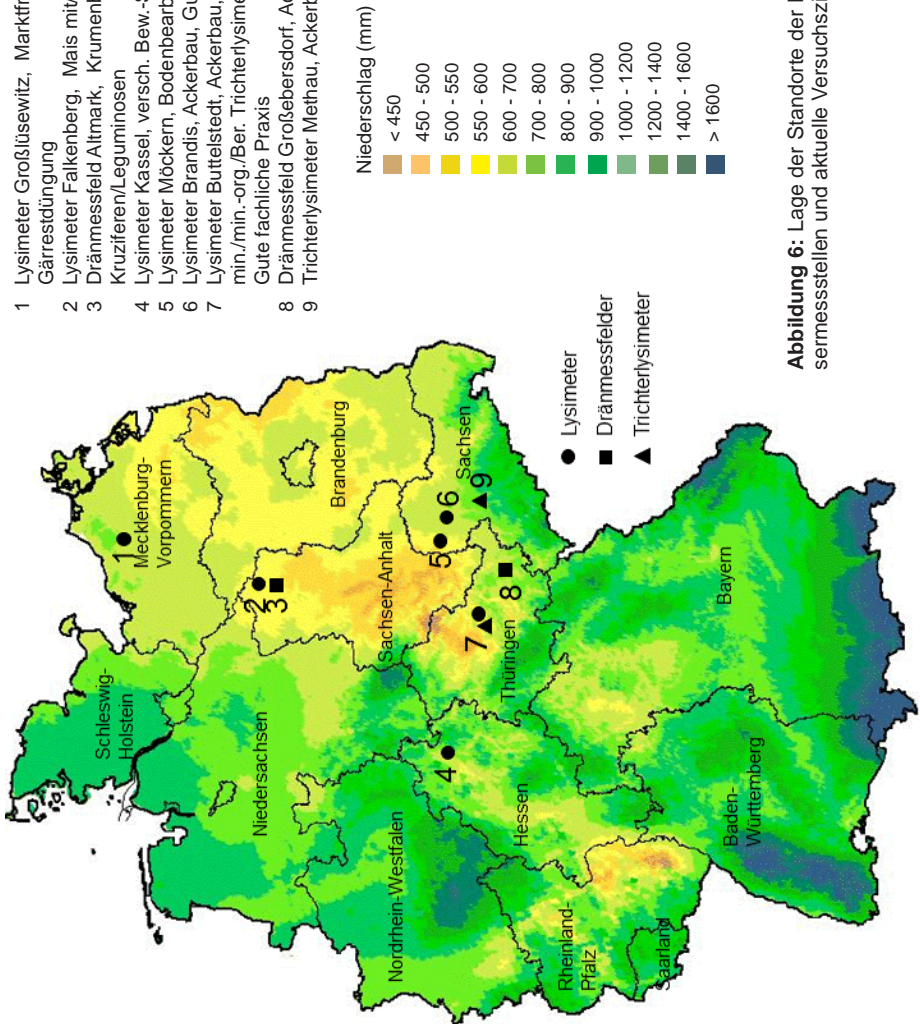 1 Lysimeter Großlüsewitz, Marktfr
Gärrestdüngung
2 Lysimeter Falkenberg, Mais mit/
3 Dränmessfeld Altmark, Krumen
Kruziferen/Leguminosen
4 Lysimeter Kassel, versch. Bew.-
5 Lysimeter Möckern, Bodenbearb
6 Lysimeter Brandis, Ackerbau, Gu
7 Lysimeter Buttelstedt, Ackerbau,
min./min.-org./Ber. Trichterlysime
Gute fachliche Praxis
8 Dränmessfeld Großebersdorf, Ac
9 Trichterlysimeter Methau, Ackerb
Niederschlag (mm)
< 450
450 - 500
500 - 550
550 - 600
600 - 700
700 - 800
800 - 900
900 - 1000
1000 - 1200
1200 - 1400
1400 - 1600
> 1600
Schleswig-
Holstein
1
Mecklenburg-
Vorpommern
2
3
Niedersachsen
Brandenburg
Sachsen-Anhalt
Nordrhein-Westfalen
4
5
6
Sachsen
9
7
8
Thüringen
Hessen
Rheinland-
Pfalz
Saarland
Baden-
Württemberg
Bayern
Lysimeter
Dränmessfelder
Trichterlysimeter
Abbildung 6: Lage der Standorte der
sermessstellen und aktuelle Versuchszi